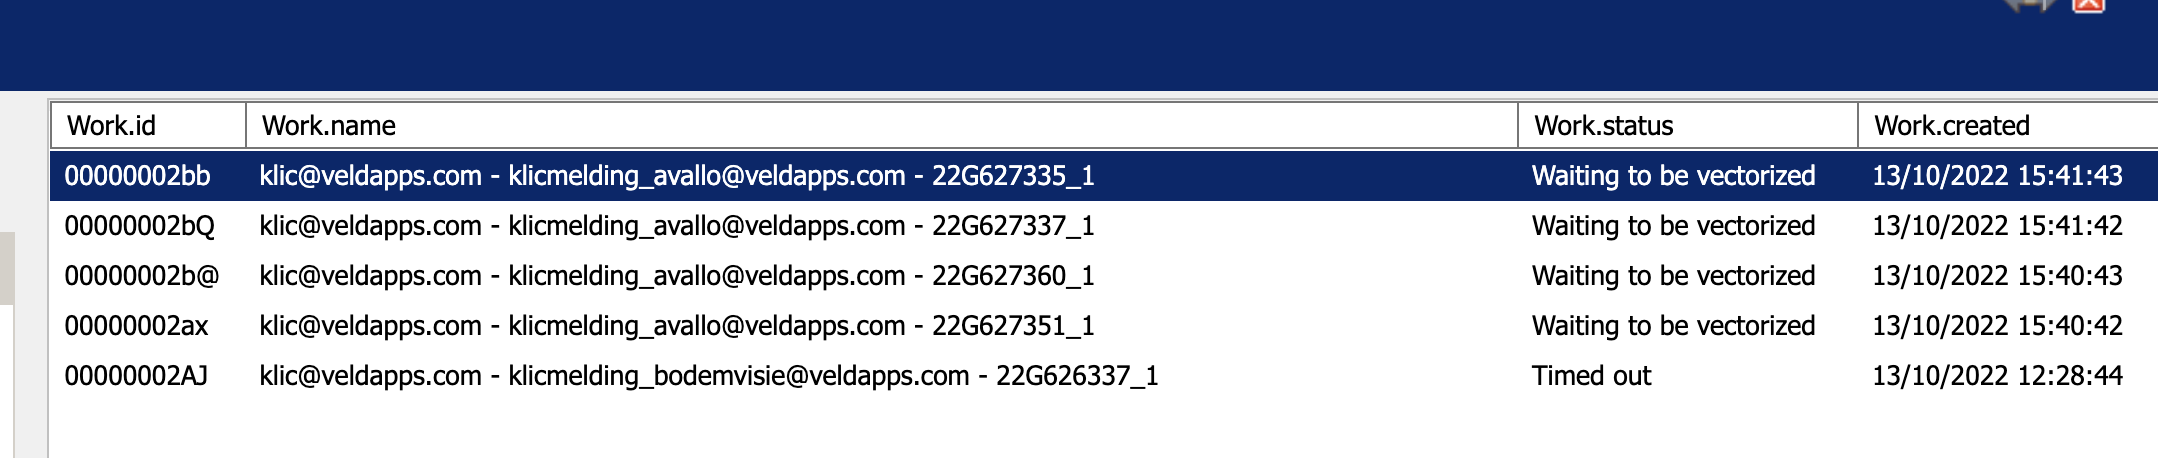 Work.id Work.name Work.status Work.created
00000002bb klic@veldapps.com - klicmelding_avallo@veldapps.com - 22G627335_1 Waiting to be vectorized 13/10/2022 15:41:43
00000002bQ klic@veldapps.com - klicmelding_avallo@veldapps.com - 22G627337_1 Waiting to be vectorized 13/10/2022 15:41:42
00000002b@ klic@veldapps.com - klicmelding_avallo@veldapps.com - 22G627360_1 Waiting to be vectorized 13/10/2022 15:40:43
00000002ax klic@veldapps.com - klicmelding_avallo@veldapps.com - 22G627351_1 Waiting to be vectorized 13/10/2022 15:40:42
00000002AJ klic@veldapps.com - klicmelding_bodemvisie@veldapps.com - 22G626337_1 Timed out 13/10/2022 12:28:44